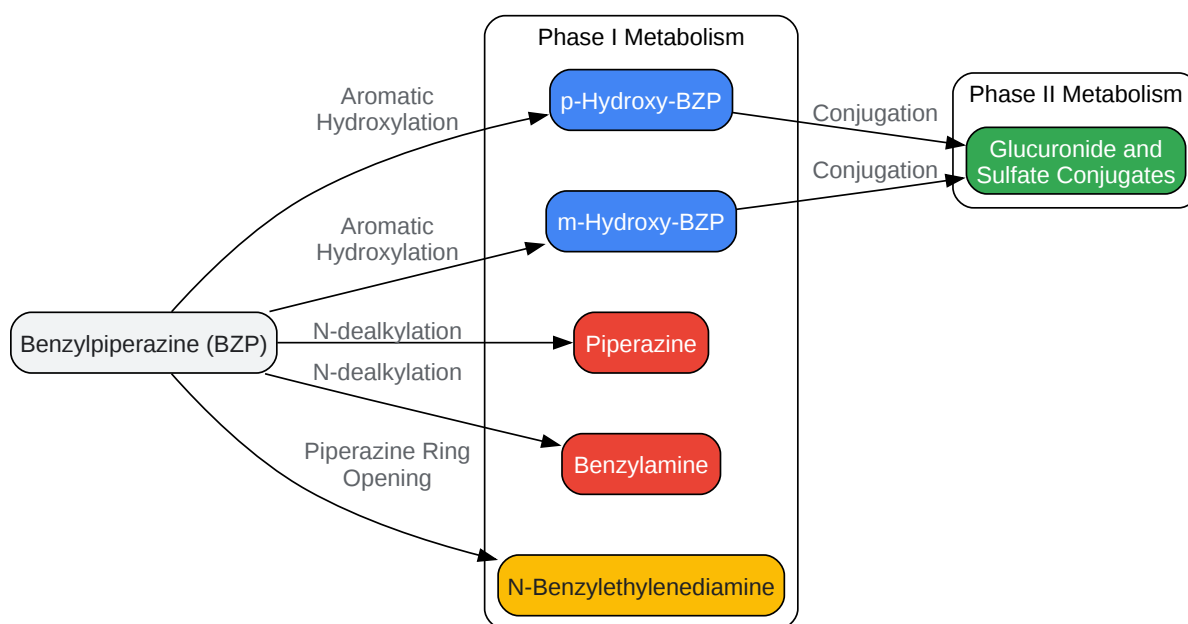 Phase I Metabolism
Aromatic
Hydroxylation
p-Hydroxy-BZP
Conjugation
Phase II Metabolism
Glucuronide and
Sulfate Conjugates
Conjugation
Aromatic
Hydroxylation
m-Hydroxy-BZP
Benzylpiperazine (BZP)
N-dealkylation
Piperazine
N-dealkylation
Benzylamine
Piperazine Ring
Opening
N-Benzylethylenediamine